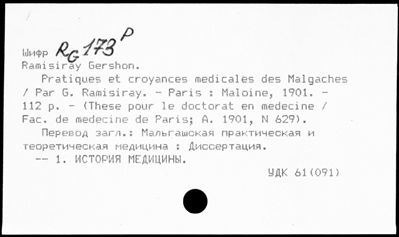 Шифр RG 173 P
Ramisiray Gershon.
Pratiques et croyances medicales des Malgaches
/ Par G. Ramisiray. - Paris : Maloine, 1901. -
112 p. - (These pour le doctorat en medecine /
Fac. de medecine de Paris; A. 1901, N 629).
Перевод загл.: Мальгашская практическая и
теоретическая медицина : Диссертация.
-- 1. ИСТОРИЯ МЕДИЦИНЫ.
УДК 61(091)